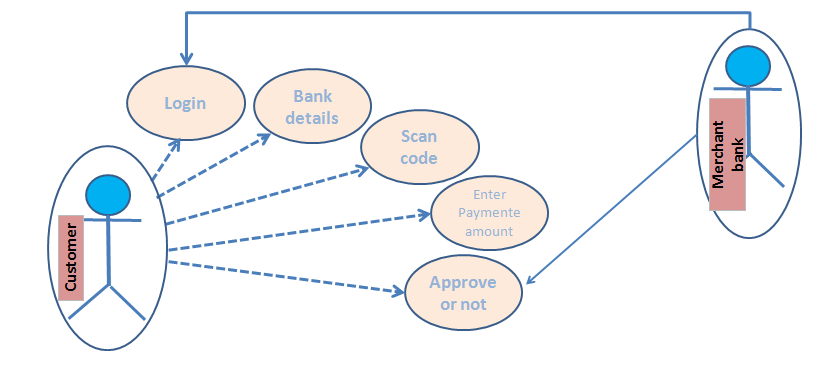 Login
Bank
details
Scan
code
Enter
Paymente
amount
Approve
or not
Customer
Merchant
bank